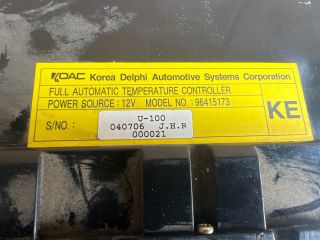 KDAC Korea Delphi Automotive Systems Corporation
FULL AUTOMATIC TEMPERATURE CONTROLLER
POWER SOURCE : 12V MODEL NO. : 96415173
KE
S/NO. :
U-100
040706 J.H.R
000021